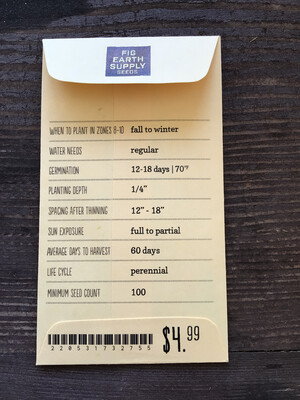 FIG
EARTH
SUPPLY
SEEDS
WHEN TO PLANT IN ZONES 8-10 fall to winter
WATER NEEDS regular
GERMINATION 12-18 days | 70°F
PLANTING DEPTH 1/4"
SPACING AFTER THINNING 12" - 18"
SUN EXPOSURE full to partial
AVERAGE DAYS TO HARVEST 60 days
LIFE CYCLE perennial
MINIMUM SEED COUNT 100
$4.99
229531732755